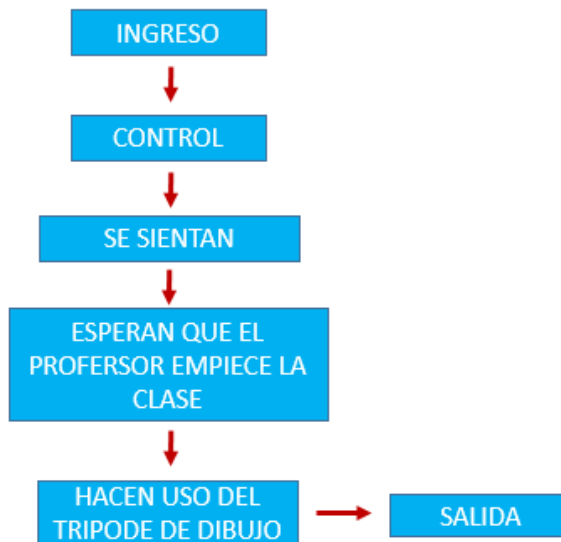 INGRESO
CONTROL
SE SIENTAN
ESPERAN QUE EL
PROFERSOR EMPIECE LA
CLASE
HACEN USO DEL
TRIPODE DE DIBUJO
SALIDA